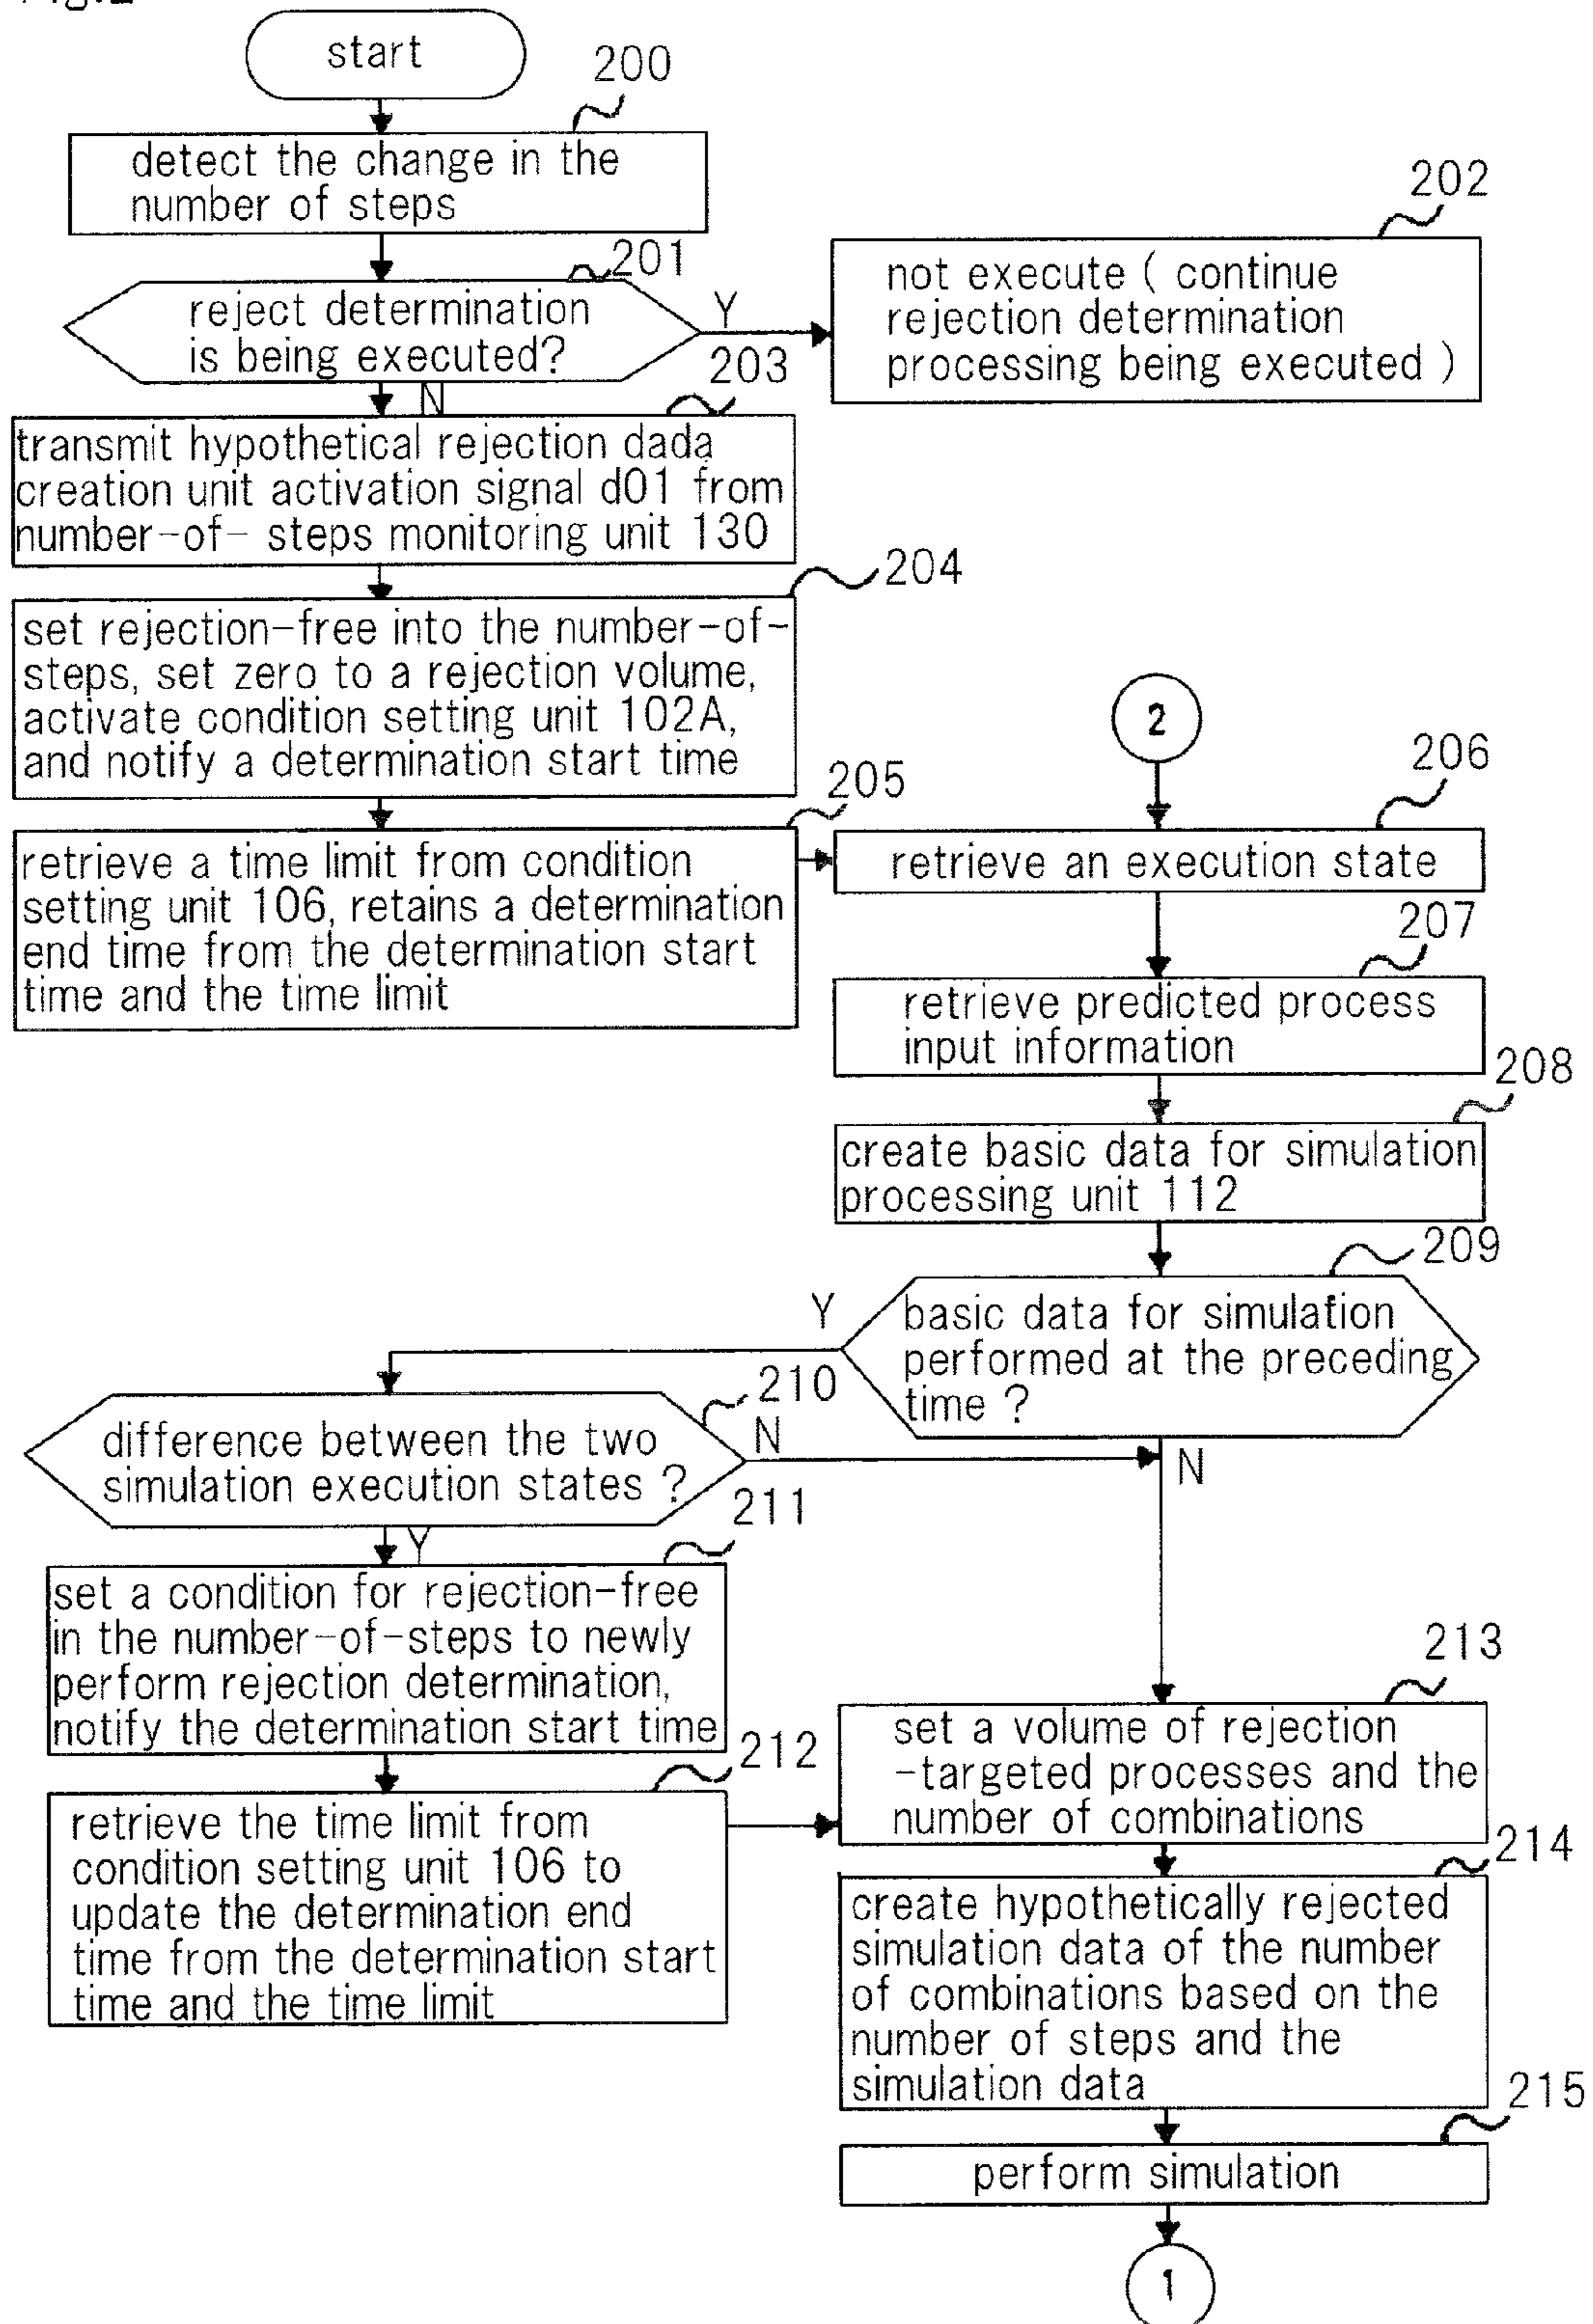 start
200
detect the change in the
number of steps
201
reject determination
is being executed?
Y
202
not execute ( continue
rejection determination
processing being executed )
N
203
transmit hypothetical rejection dada
creation unit activation signal d01 from
number-of- steps monitoring unit 130
204
set rejection-free into the number-of-
steps, set zero to a rejection volume,
activate condition setting unit 102A,
and notify a determination start time
205
retrieve a time limit from condition
setting unit 106, retains a determination
end time from the determination start
time and the time limit
2
206
retrieve an execution state
207
retrieve predicted process
input information
208
create basic data for simulation
processing unit 112
209
basic data for simulation
performed at the preceding
time ?
Y
N
210
difference between the two
simulation execution states ?
N
Y
211
set a condition for rejection-free
in the number-of-steps to newly
perform rejection determination,
notify the determination start time
212
retrieve the time limit from
condition setting unit 106 to
update the determination end
time from the determination start
time and the time limit
213
set a volume of rejection
-targeted processes and the
number of combinations
214
create hypothetically rejected
simulation data of the number
of combinations based on the
number of steps and the
simulation data
215
perform simulation
1